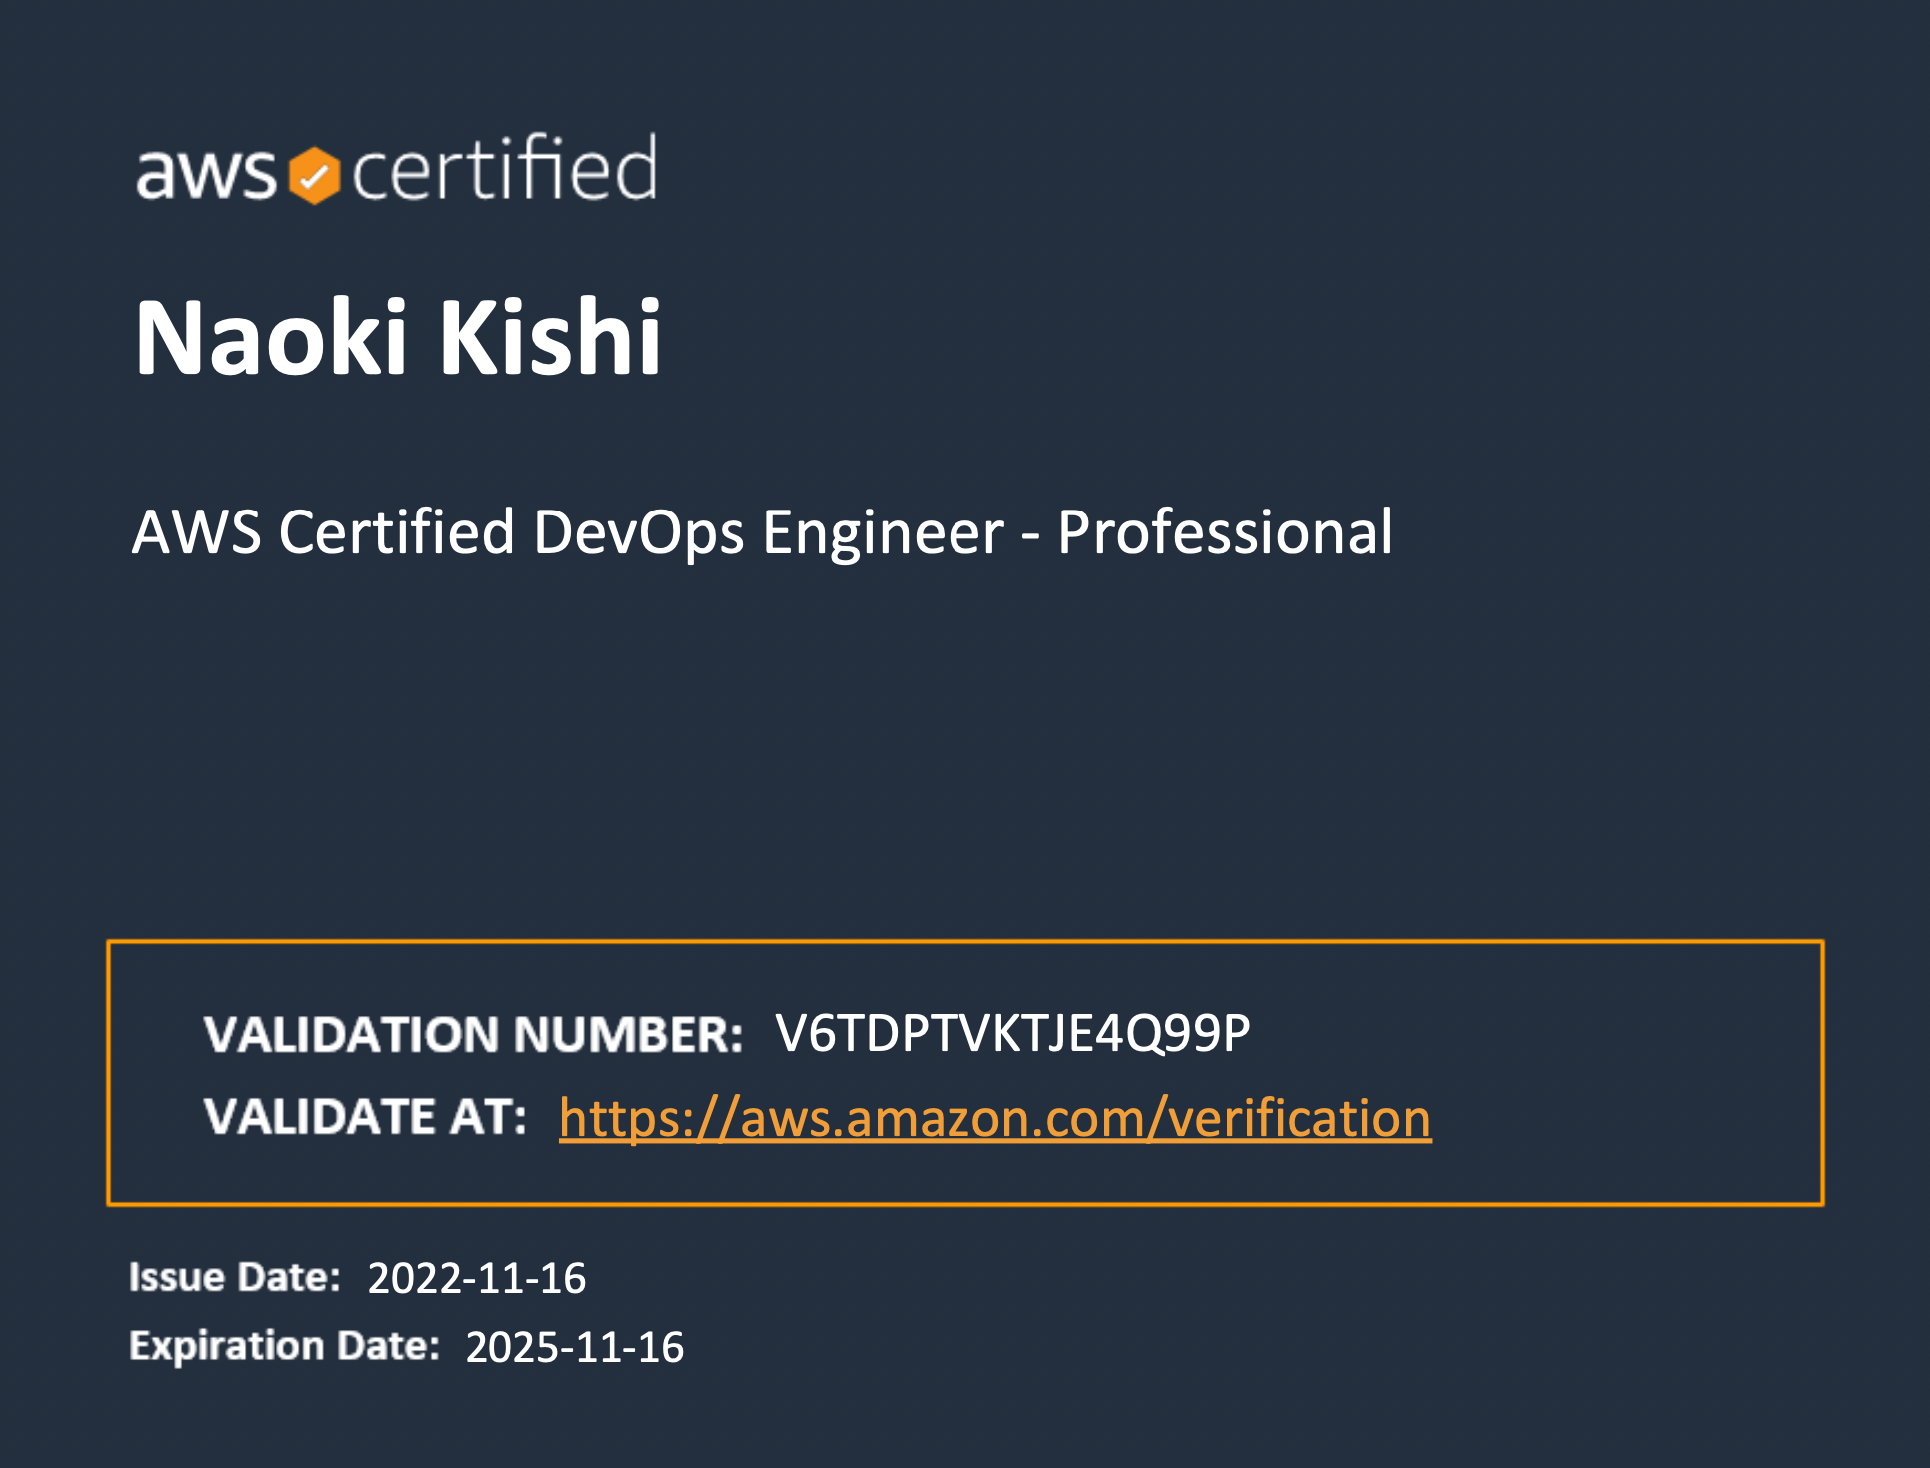 aws certified
Naoki Kishi
AWS Certified DevOps Engineer - Professional
VALIDATION NUMBER: V6TDPTVKTJE4Q99P
VALIDATE AT: https://aws.amazon.com/verification
Issue Date: 2022-11-16
Expiration Date: 2025-11-16